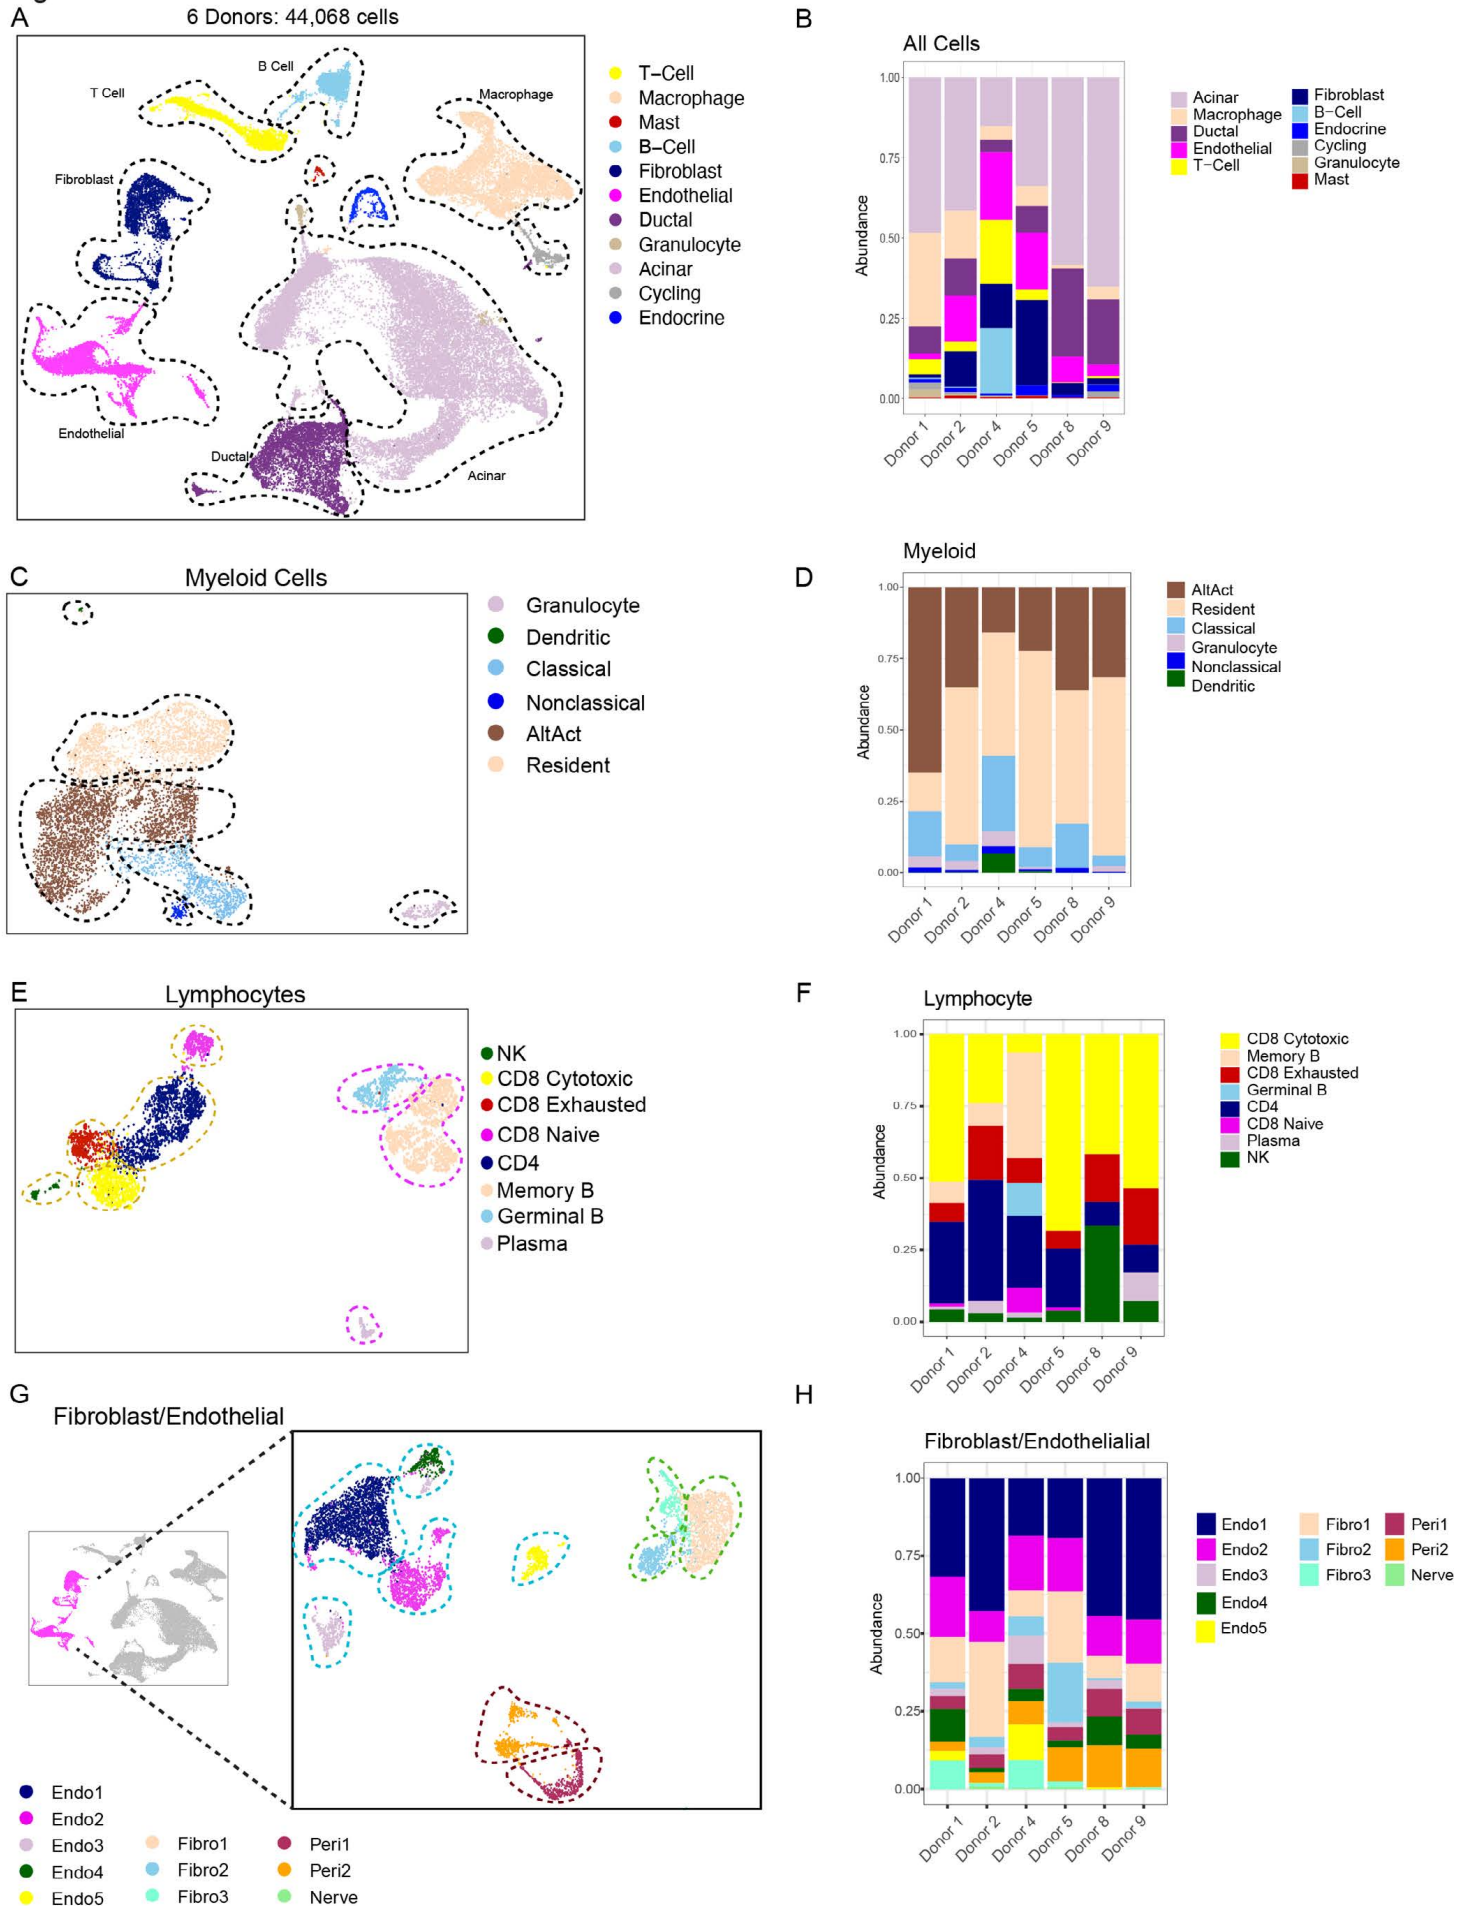 A
6 Donors: 44,068 cells
T Cell
B Cell
Macrophage
Fibroblast
Endothelial
Ductal
Acinar
T-Cell
Macrophage
Mast
B-Cell
Fibroblast
Endothelial
Ductal
Granulocyte
Acinar
Cycling
Endocrine
B
All Cells
Abundance
1.00
0.75
0.50
0.25
0.00
Donor 1
Donor 2
Donor 4
Donor 5
Donor 8
Donor 9
Acinar
Macrophage
Ductal
Endothelial
T-Cell
Fibroblast
B-Cell
Endocrine
Cycling
Granulocyte
Mast
C
Myeloid Cells
Granulocyte
Dendritic
Classical
Nonclassical
AltAct
Resident
D
Myeloid
Abundance
1.00
0.75
0.50
0.25
0.00
Donor 1
Donor 2
Donor 4
Donor 5
Donor 8
Donor 9
AltAct
Resident
Classical
Granulocyte
Nonclassical
Dendritic
E
Lymphocytes
NK
CD8 Cytotoxic
CD8 Exhausted
CD8 Naive
CD4
Memory B
Germinal B
Plasma
F
Lymphocyte
Abundance
1.00
0.75
0.50
0.25
0.00
Donor 1
Donor 2
Donor 4
Donor 5
Donor 8
Donor 9
CD8 Cytotoxic
Memory B
CD8 Exhausted
Germinal B
CD4
CD8 Naive
Plasma
NK
G
Fibroblast/Endothelial
Endo1
Endo2
Endo3
Endo4
Endo5
Fibro1
Fibro2
Fibro3
Peri1
Peri2
Nerve
H
Fibroblast/Endothelialial
Abundance
1.00
0.75
0.50
0.25
0.00
Donor 1
Donor 2
Donor 4
Donor 5
Donor 8
Donor 9
Endo1
Endo2
Endo3
Endo4
Endo5
Fibro1
Fibro2
Fibro3
Peri1
Peri2
Nerve